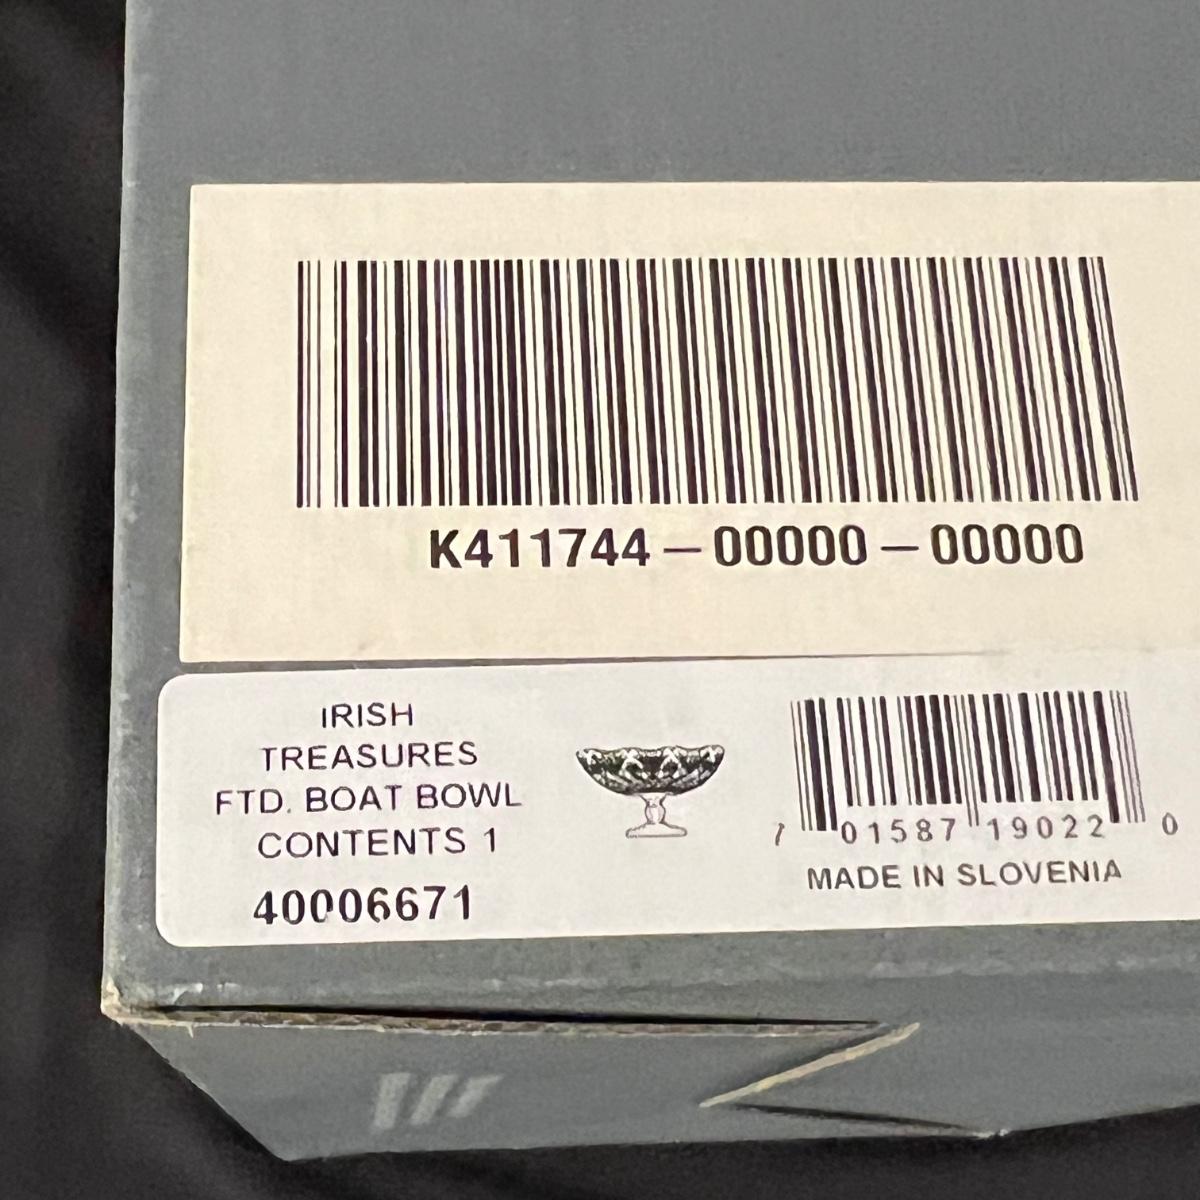 K411744-00000-00000
IRISH
TREASURES
FTD. BOAT BOWL
CONTENTS 1
40006671
7 01587 19022 0
MADE IN SLOVENIA